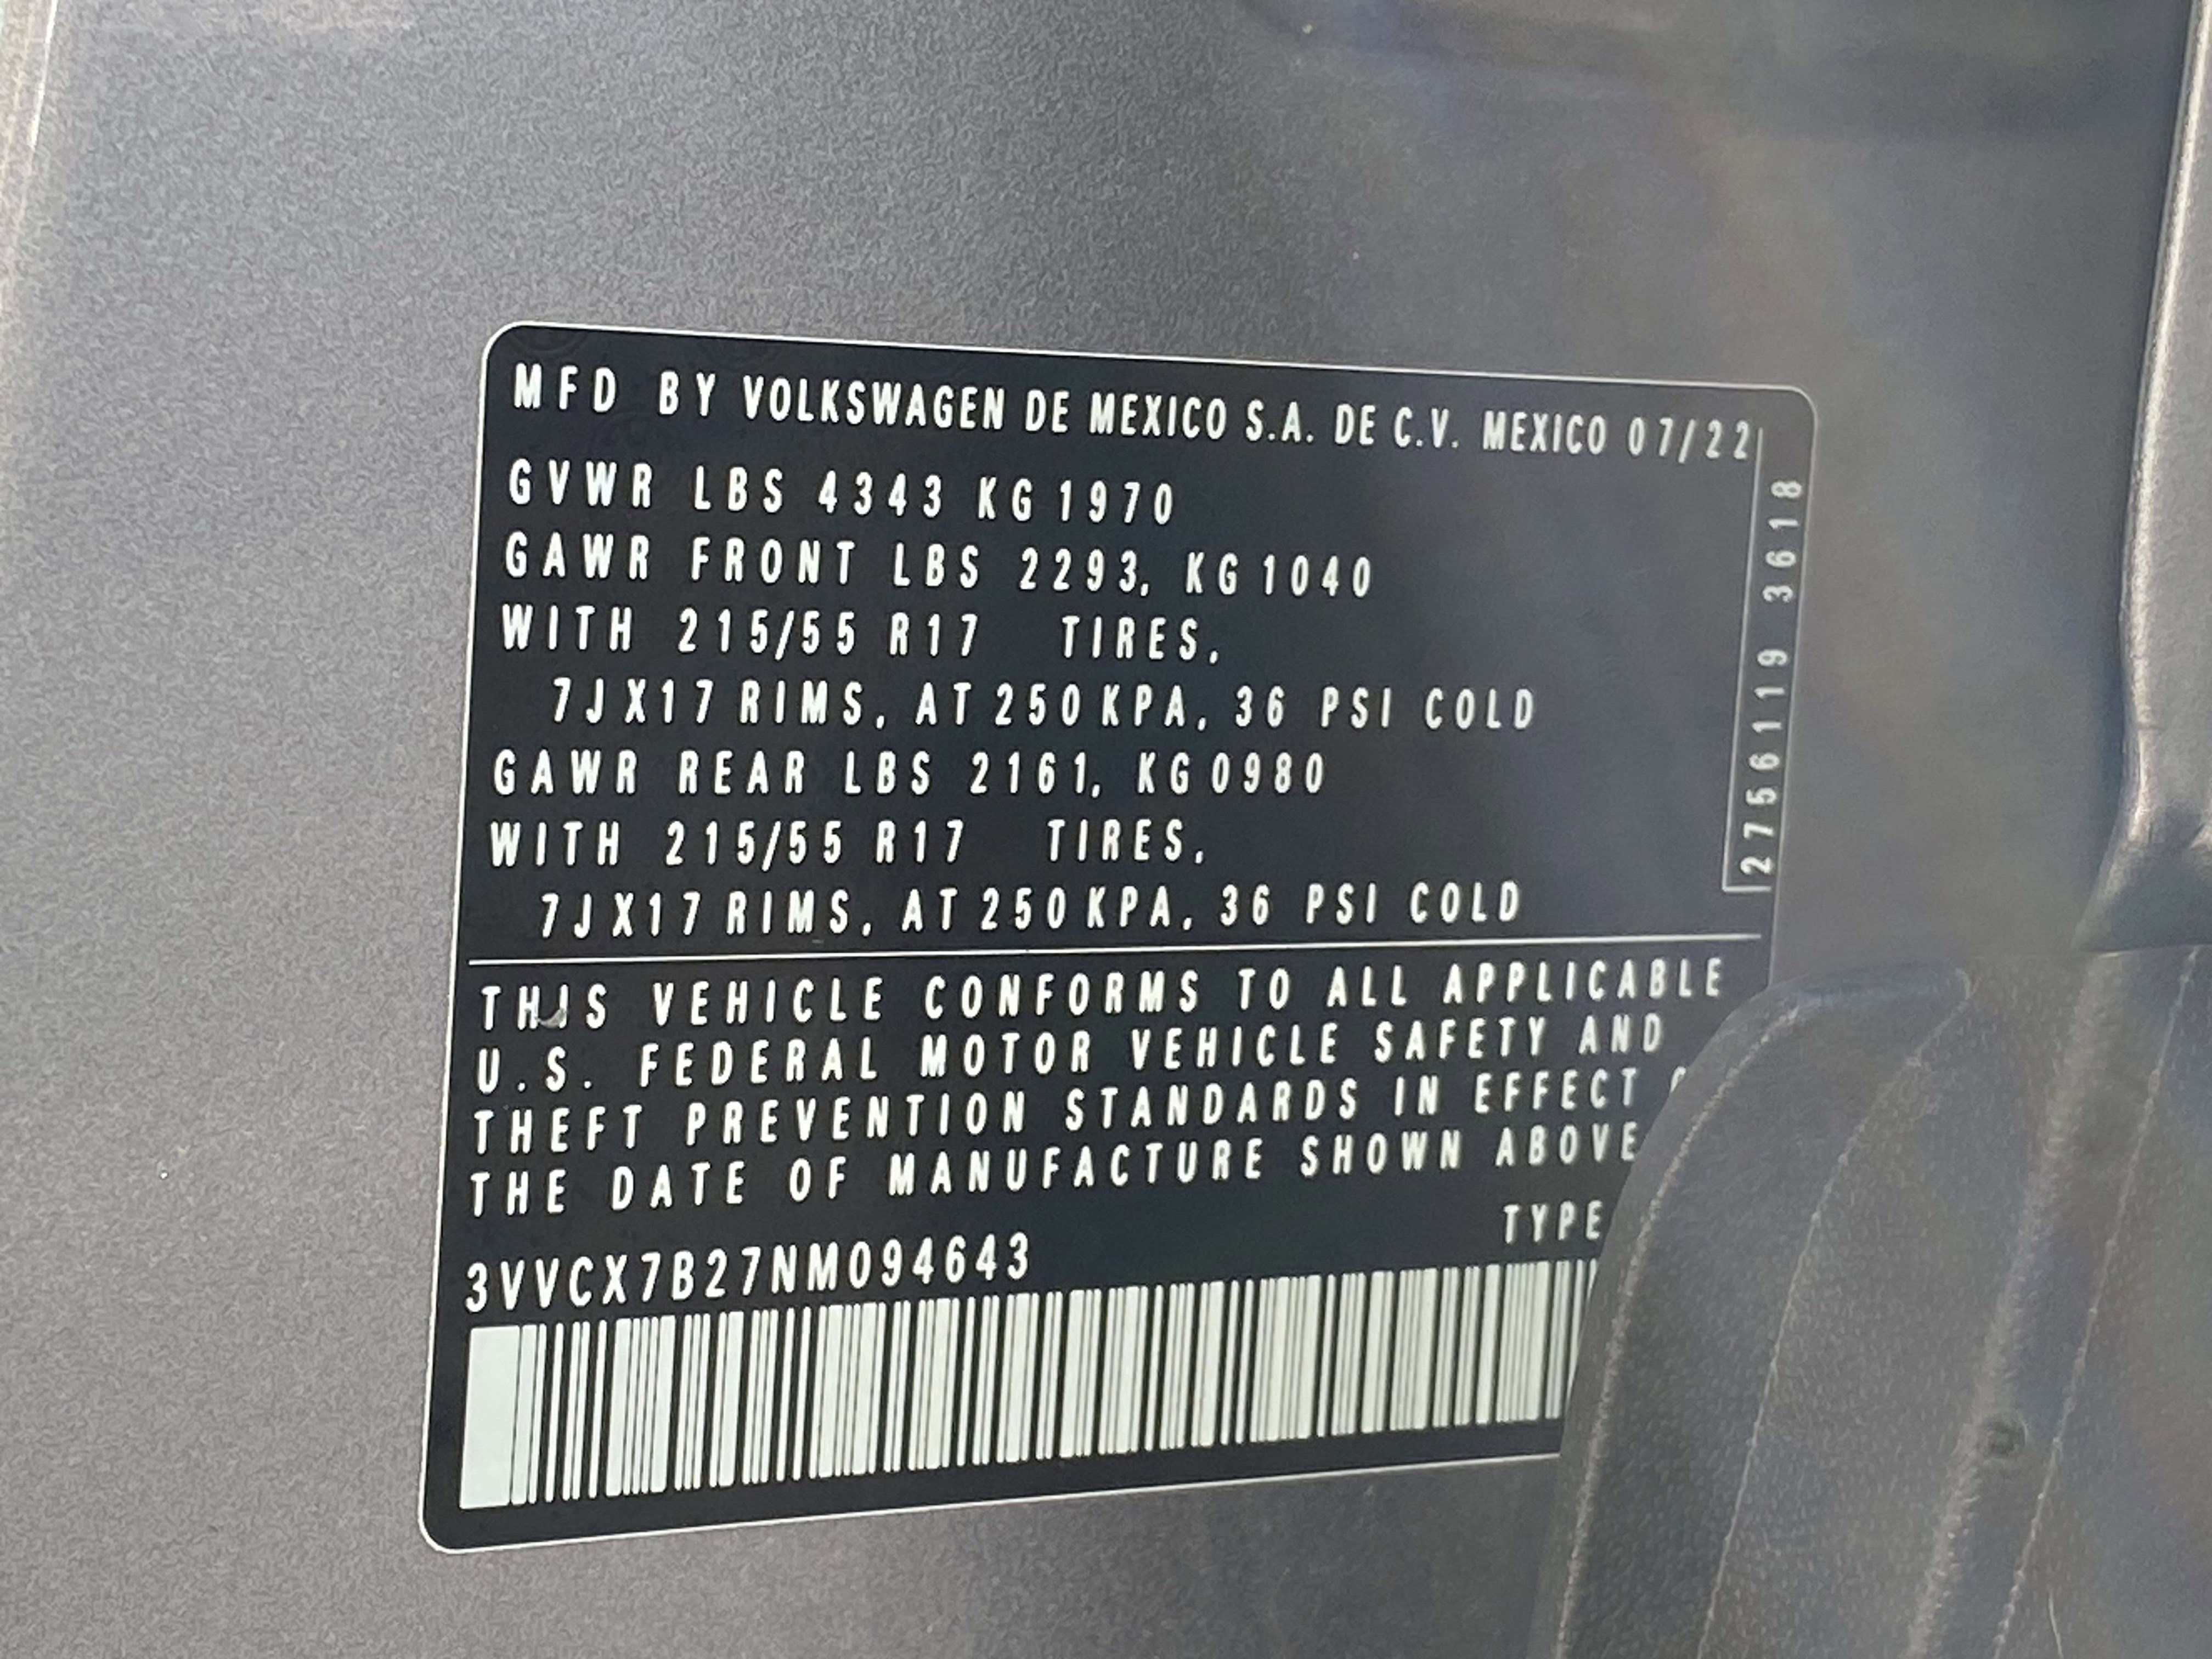 MFD BY VOLKSWAGEN DE MEXICO S.A. DE C.V. MEXICO 07/22
GVWR LBS 4343 KG 1970
GAWR FRONT LBS 2293, KG 1040
WITH 215/55 R17 TIRES,
7JX17 RIMS, AT 250 KPA, 36 PSI COLD
GAWR REAR LBS 2161, KG 0980
WITH 215/55 R17 TIRES,
7JX17 RIMS, AT 250 KPA, 36 PSI COLD
2756119 3618
THIS VEHICLE CONFORMS TO ALL APPLICABLE
U.S. FEDERAL MOTOR VEHICLE SAFETY AND
THEFT PREVENTION STANDARDS IN EFFECT
THE DATE OF MANUFACTURE SHOWN ABOVE
TYPE
3VVCX7B27NM094643